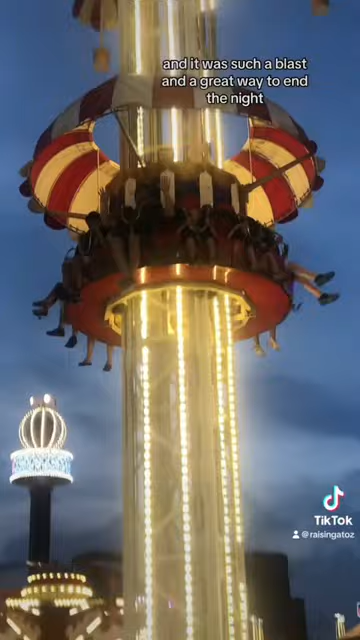 and it was such a blast
and a great way to end
the night
TikTok
@raisingatoz